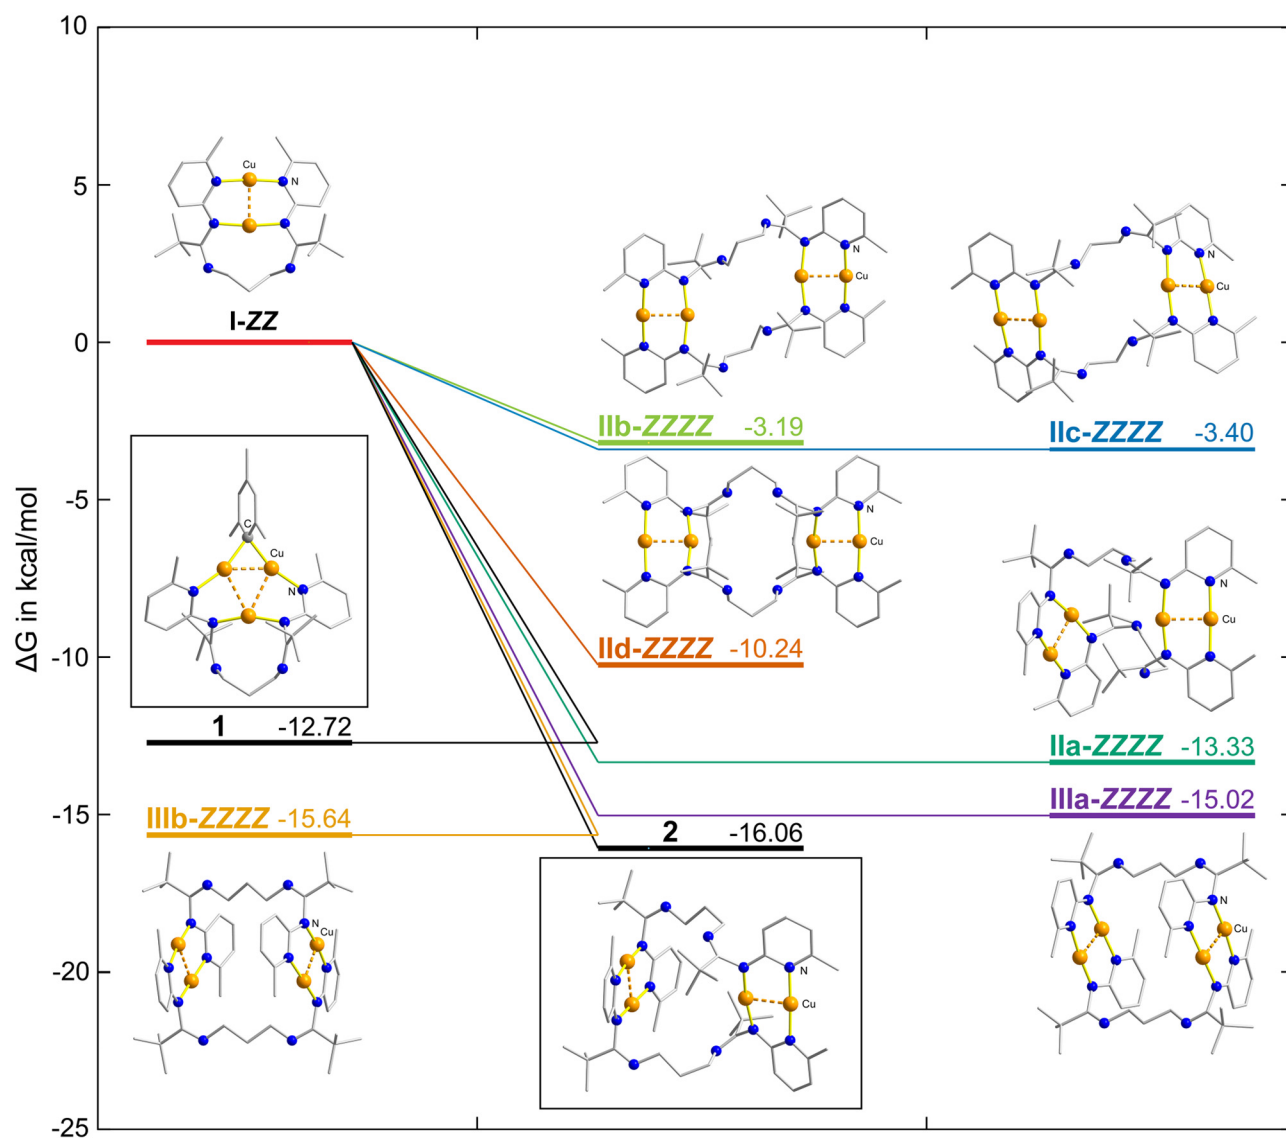 10
5
0
-5
-10
-15
-20
-25
ΔG in kcal/mol
Cu
N
I-ZZ
N
Cu
IIb-ZZZZ -3.19
N
Cu
IIc-ZZZZ -3.40
C
Cu
N
1 -12.72
N
Cu
IId-ZZZZ -10.24
N
Cu
IIa-ZZZZ -13.33
IIIb-ZZZZ -15.64
N
Cu
2 -16.06
N
Cu
IIIa-ZZZZ -15.02
N
Cu